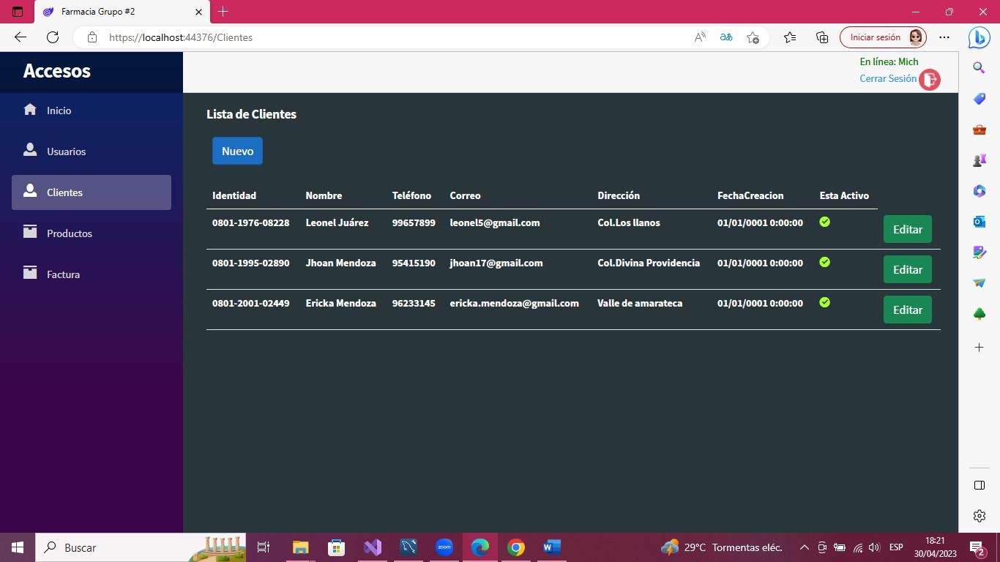 Farmacia Grupo #2
https://localhost:44376/Clientes
Iniciar sesión
Accesos
En línea: Mich
Cerrar Sesión
Inicio
Usuarios
Clientes
Productos
Factura
Lista de Clientes
Nuevo
Identidad Nombre Teléfono Correo Dirección FechaCreacion Esta Activo
0801-1976-08228 Leonel Juárez 99657899 leonel5@gmail.com Col.Los llanos 01/01/0001 0:00:00 Editar
0801-1995-02890 Jhoan Mendoza 95415190 jhoan17@gmail.com Col.Divina Providencia 01/01/0001 0:00:00 Editar
0801-2001-02449 Ericka Mendoza 96233145 ericka.mendoza@gmail.com Valle de amarateca 01/01/0001 0:00:00 Editar
Buscar
zoom
29°C Tormentas eléc.
ESP
18:21
30/04/2023
2